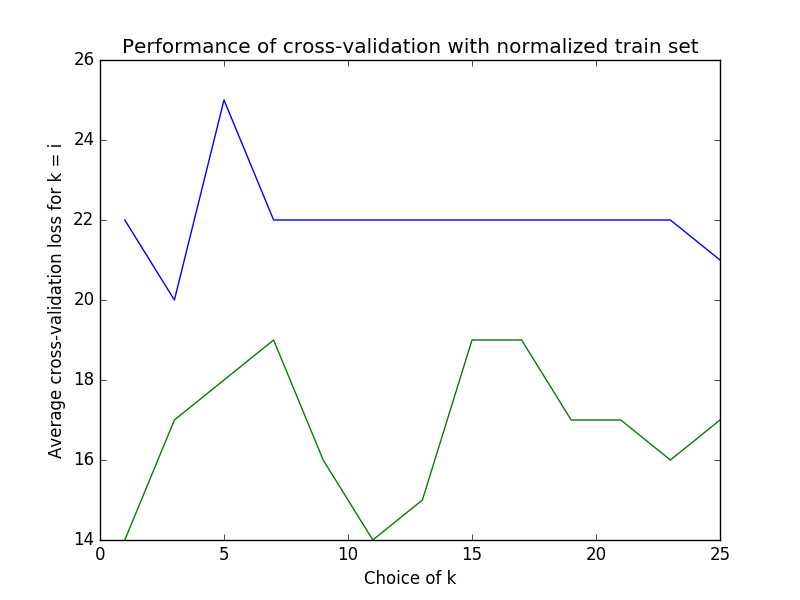 Performance of cross-validation with normalized train set
26
24
22
20
18
16
14
Average cross-validation loss for k = i
0 5 10 15 20 25
Choice of k